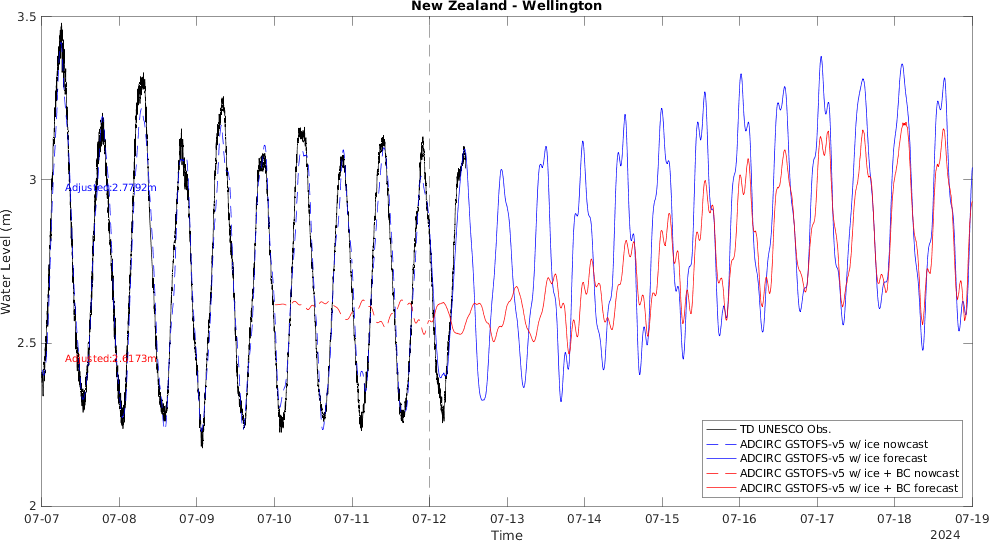 New Zealand - Wellington
3.5
3
2.5
2
Water Level (m)
Adjusted:2.7792m
Adjusted:2.6173m
TD UNESCO Obs.
ADCIRC GSTOFS-v5 w/ ice nowcast
ADCIRC GSTOFS-v5 w/ ice forecast
ADCIRC GSTOFS-v5 w/ ice + BC nowcast
ADCIRC GSTOFS-v5 w/ ice + BC forecast
07-07 07-08 07-09 07-10 07-11 07-12 07-13 07-14 07-15 07-16 07-17 07-18 07-19
Time
2024